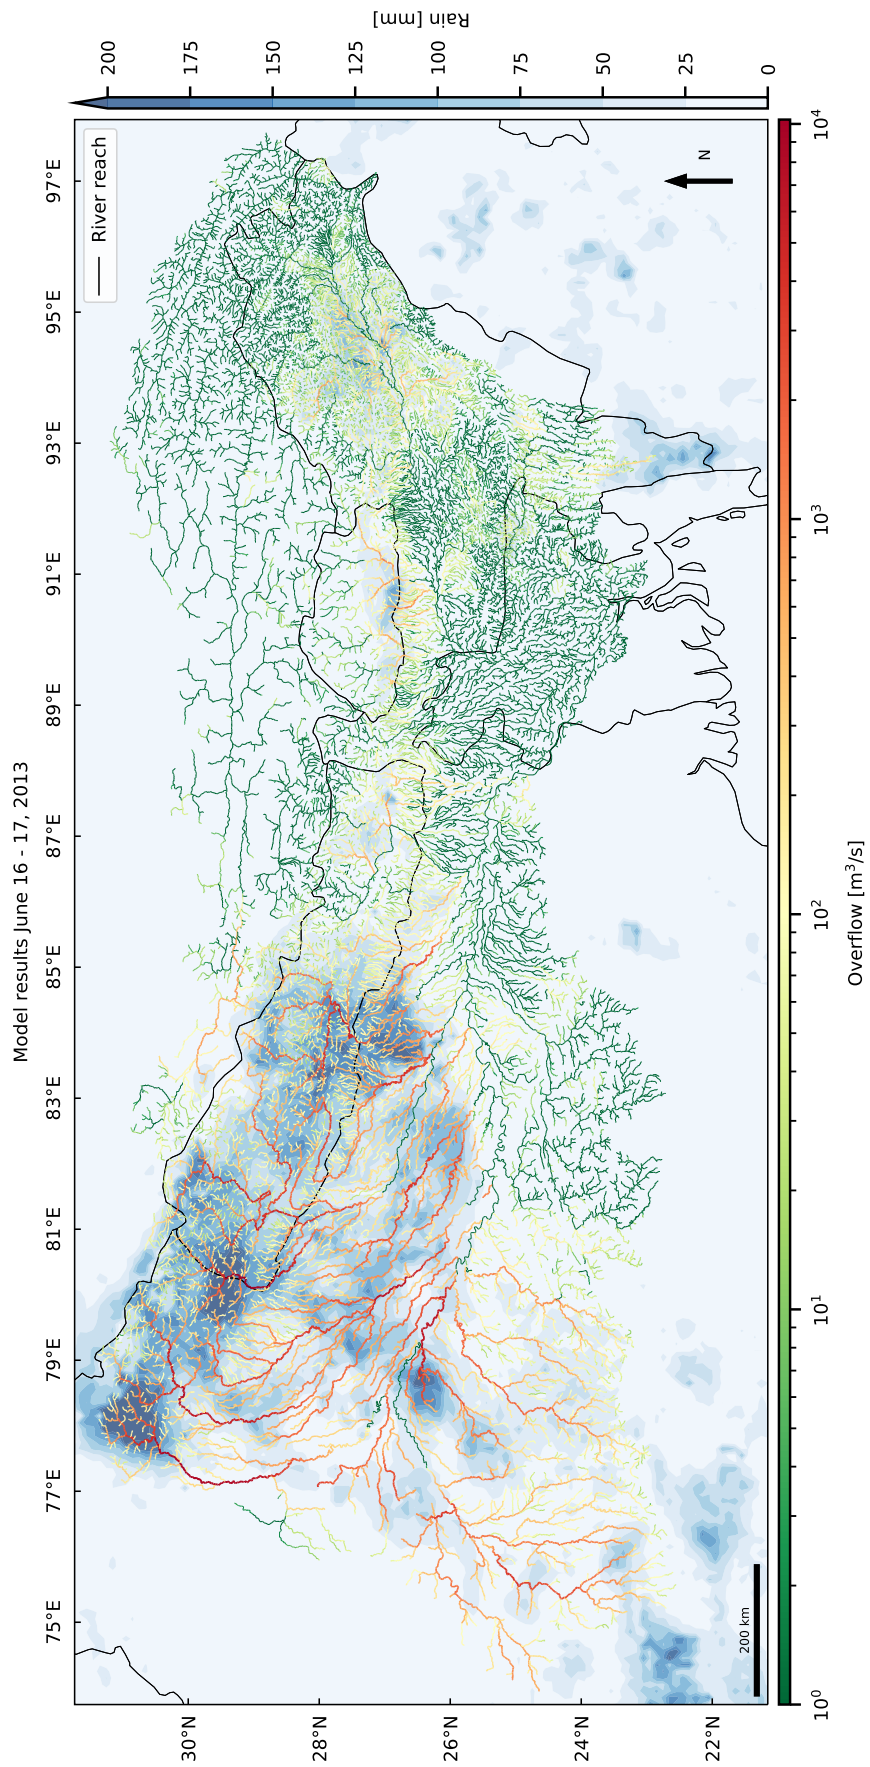 Model results June 16 - 17, 2013
River reach
N
200 km
30°N
28°N
26°N
24°N
22°N
75°E
77°E
79°E
81°E
83°E
85°E
87°E
89°E
91°E
93°E
95°E
97°E
200
175
150
125
100
75
50
25
0
Rain [mm]
10⁰
10¹
10²
10³
10⁴
Overflow [m³/s]